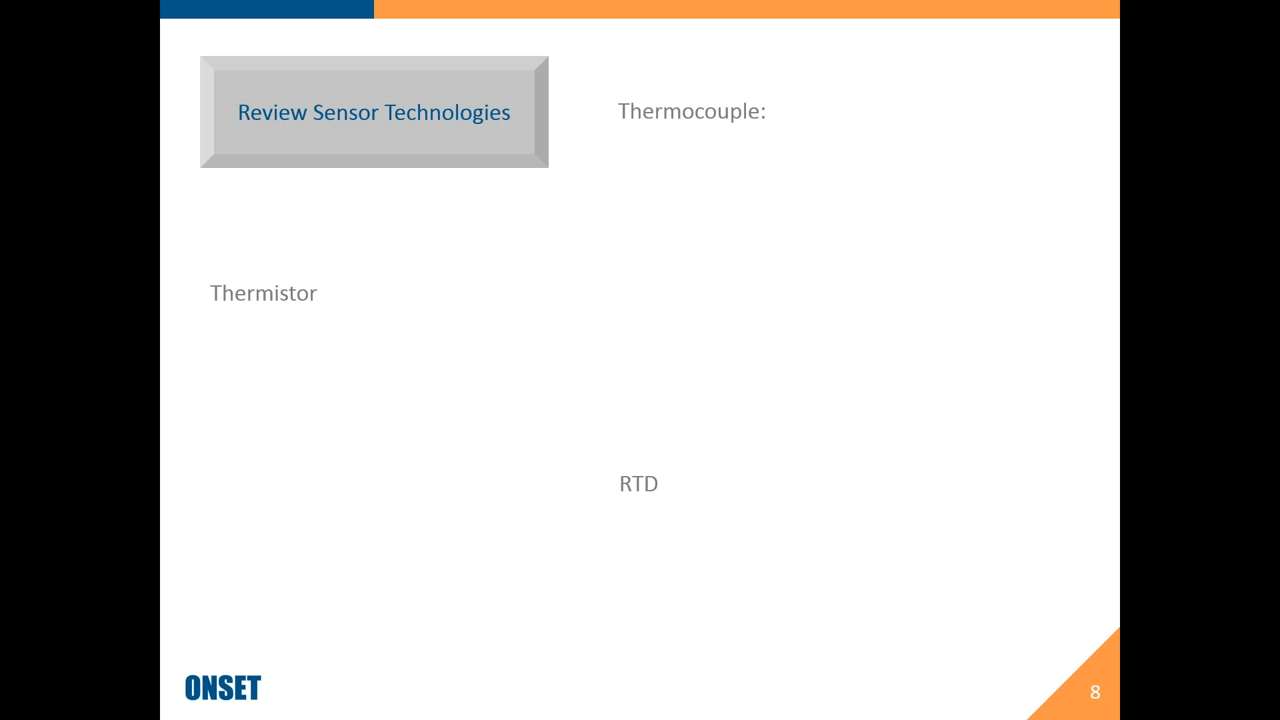 Review Sensor Technologies
Thermocouple:
Thermistor
RTD
ONSET
8